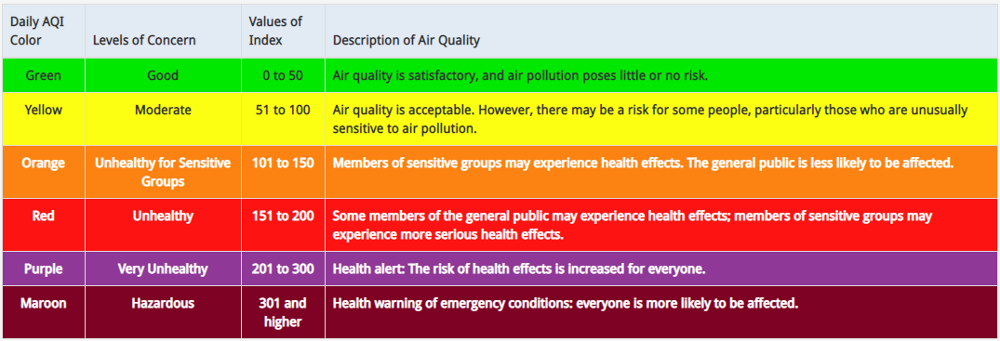 Daily AQI
Color
Levels of Concern
Values of
Index
Description of Air Quality
Green
Good
0 to 50
Air quality is satisfactory, and air pollution poses little or no risk.
Yellow
Moderate
51 to 100
Air quality is acceptable. However, there may be a risk for some people, particularly those who are unusually
sensitive to air pollution.
Orange
Unhealthy for Sensitive
Groups
101 to 150
Members of sensitive groups may experience health effects. The general public is less likely to be affected.
Red
Unhealthy
151 to 200
Some members of the general public may experience health effects; members of sensitive groups may
experience more serious health effects.
Purple
Very Unhealthy
201 to 300
Health alert: The risk of health effects is increased for everyone.
Maroon
Hazardous
301 and
higher
Health warning of emergency conditions: everyone is more likely to be affected.